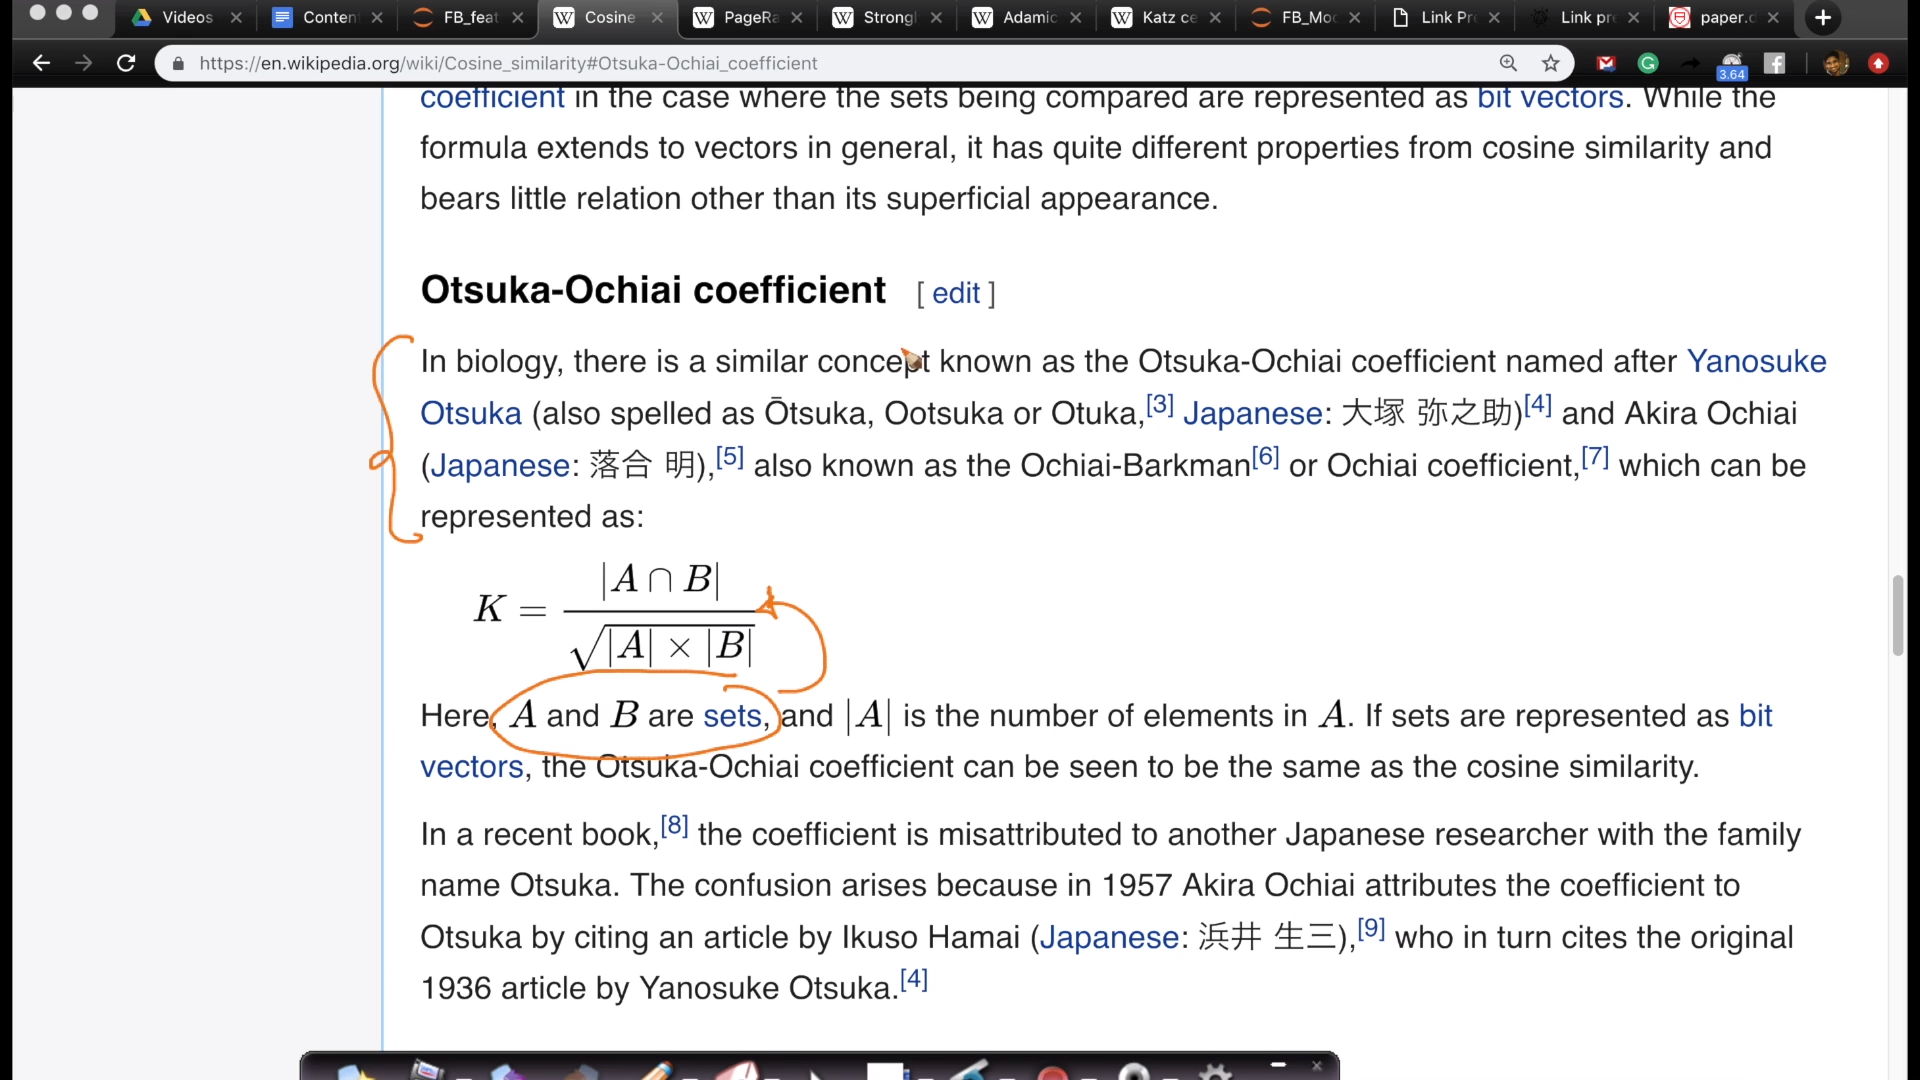 Videos
Conten
FB_feat
Cosine
PageRa
Strongl
Adamic
Katz ce
FB_Moc
Link Pr
Link pre
paper.
https://en.wikipedia.org/wiki/Cosine_similarity#Otsuka-Ochiai_coefficient
3.64
coefficient in the case where the sets being compared are represented as bit vectors. While the
formula extends to vectors in general, it has quite different properties from cosine similarity and
bears little relation other than its superficial appearance.
Otsuka-Ochiai coefficient [ edit ]
In biology, there is a similar concept known as the Otsuka-Ochiai coefficient named after Yanosuke
Otsuka (also spelled as Ōtsuka, Ootsuka or Otuka,[3] Japanese: 大塚 弥之助)[4] and Akira Ochiai
(Japanese: 落合 明),[5] also known as the Ochiai-Barkman[6] or Ochiai coefficient,[7] which can be
represented as:
K = |A ∩ B| / √|A| × |B|
Here, A and B are sets, and |A| is the number of elements in A. If sets are represented as bit
vectors, the Otsuka-Ochiai coefficient can be seen to be the same as the cosine similarity.
In a recent book,[8] the coefficient is misattributed to another Japanese researcher with the family
name Otsuka. The confusion arises because in 1957 Akira Ochiai attributes the coefficient to
Otsuka by citing an article by Ikuso Hamai (Japanese: 浜井 生三),[9] who in turn cites the original
1936 article by Yanosuke Otsuka.[4]